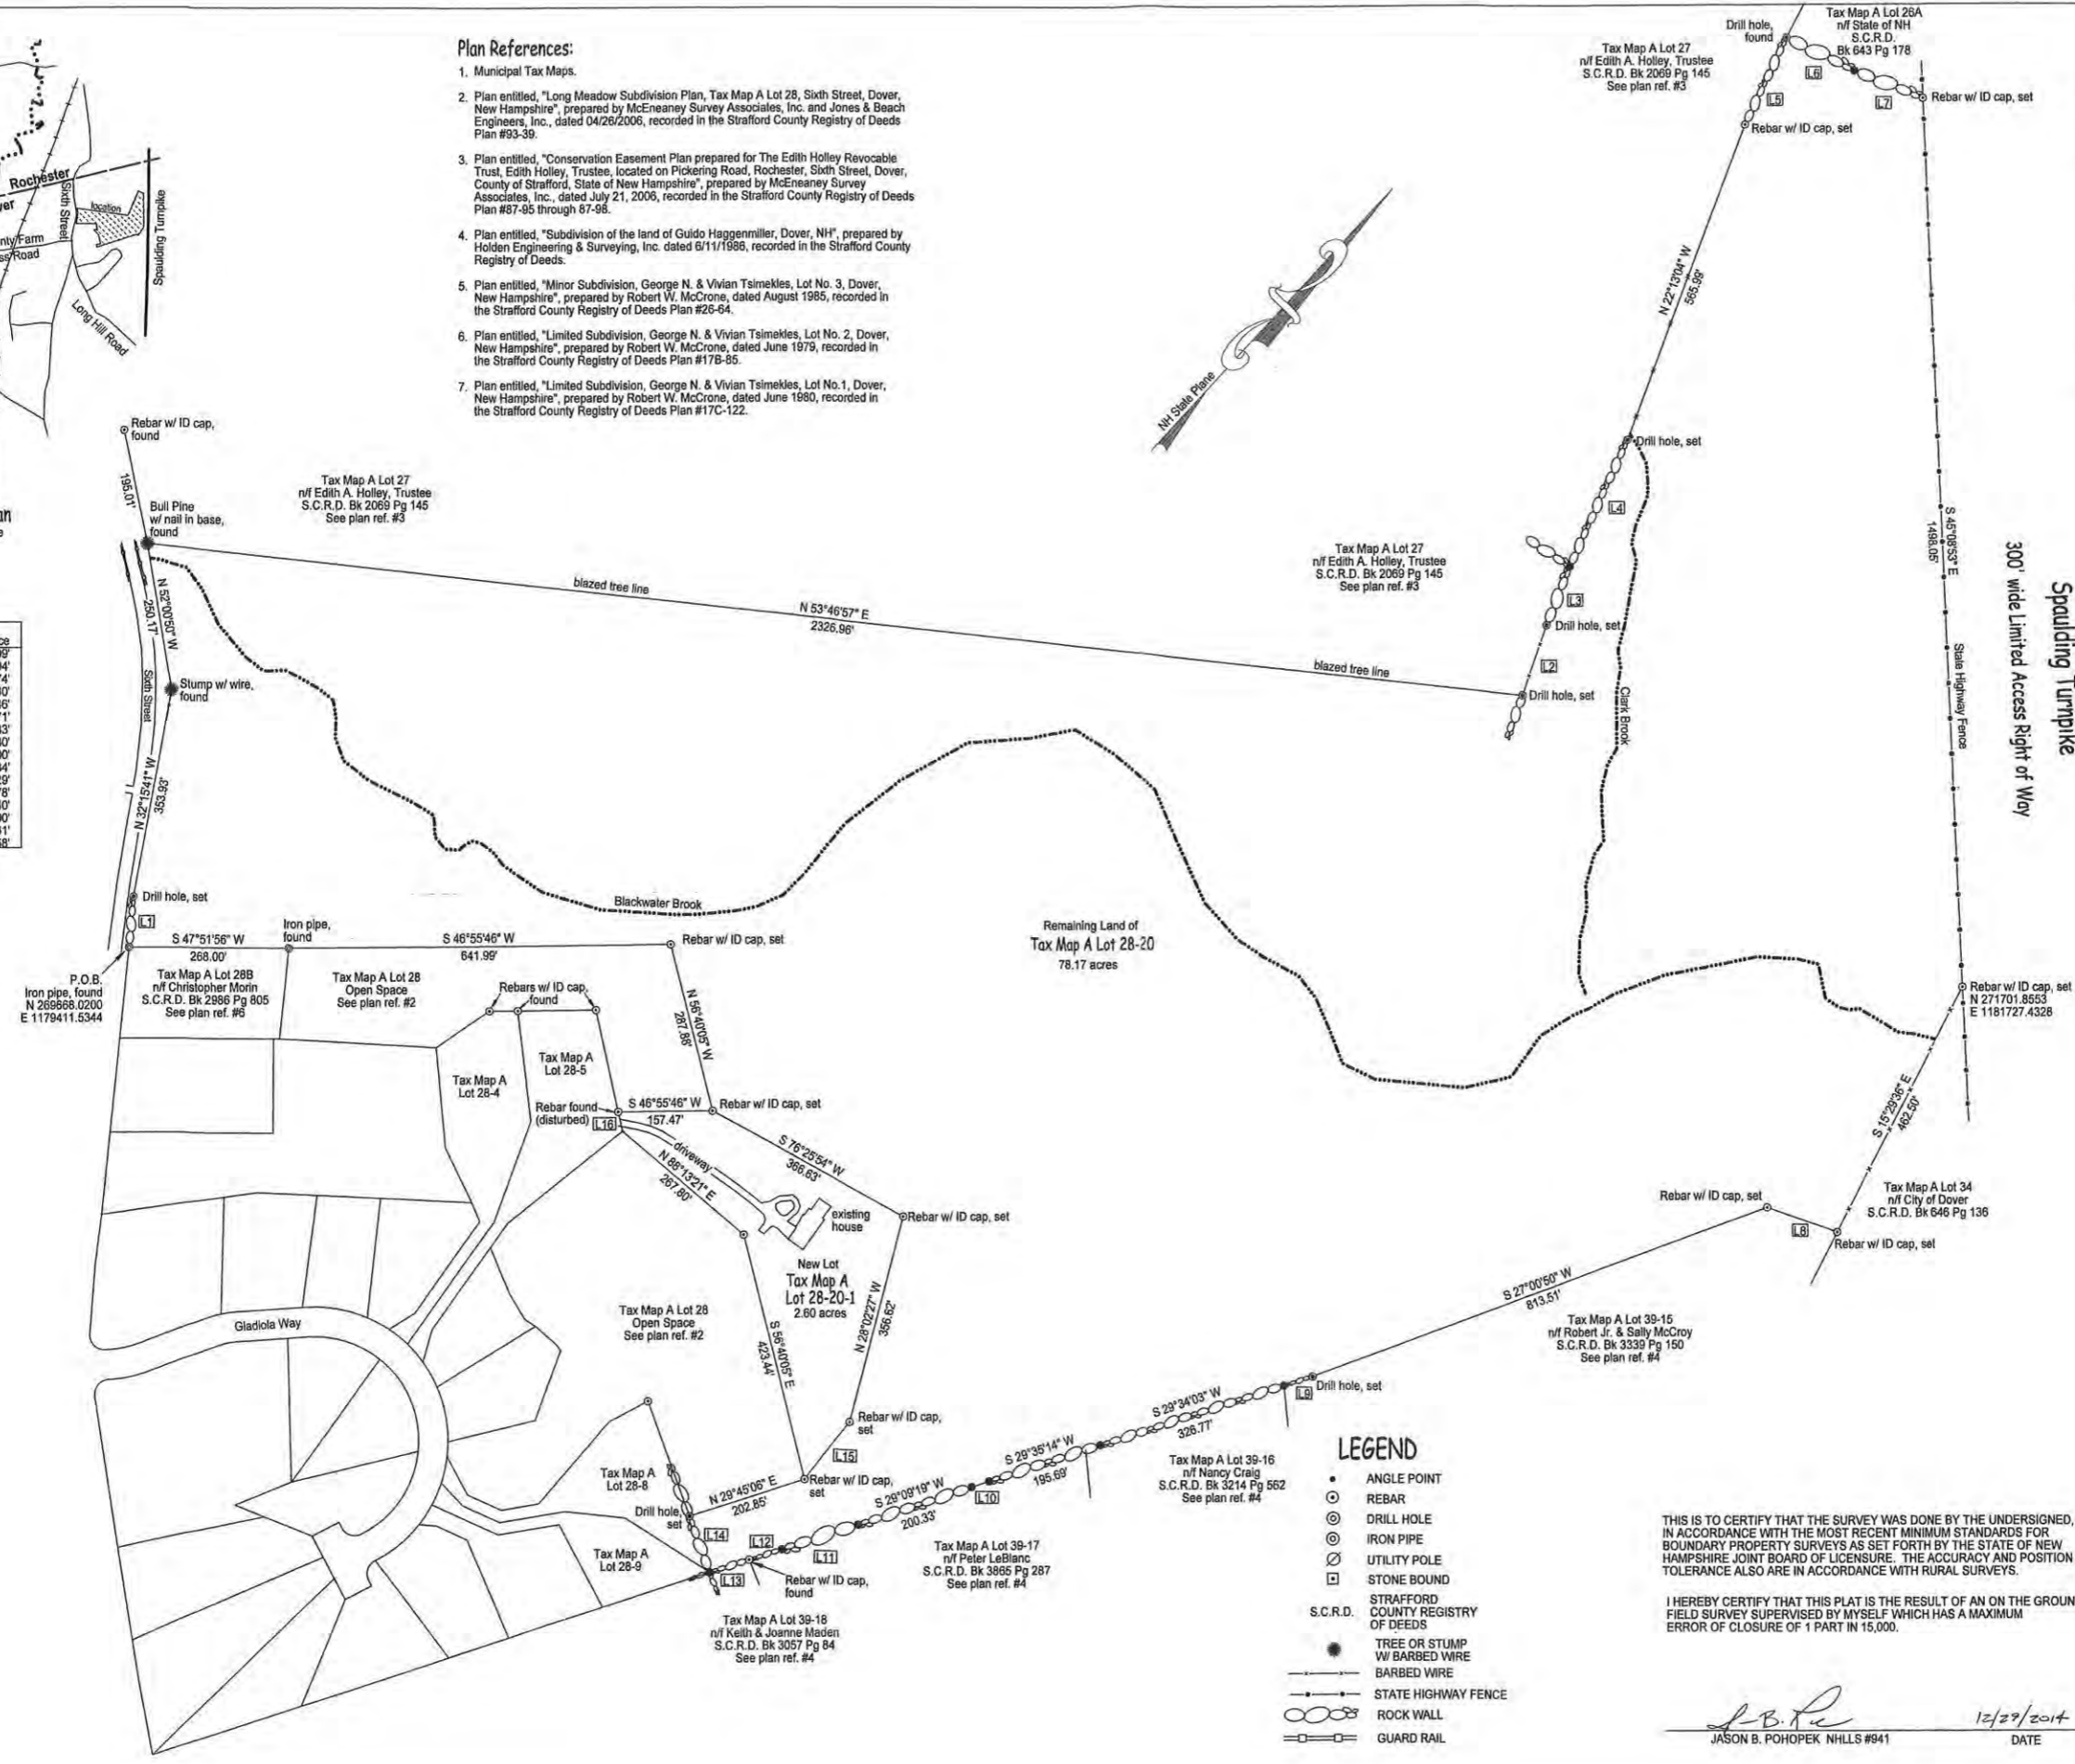 Plan References:
1. Municipal Tax Maps.
2. Plan entitled, "Long Meadow Subdivision Plan, Tax Map A Lot 28, Sixth Street, Dover,
New Hampshire", prepared by McEneaney Survey Associates, Inc. and Jones & Beach
Engineers, Inc., dated 04/26/2006, recorded in the Strafford County Registry of Deeds
Plan #93-39.
3. Plan entitled, "Conservation Easement Plan prepared for The Edith Holley Revocable
Trust, Edith Holley, Trustee, located on Pickering Road, Rochester, Sixth Street, Dover,
County of Strafford, State of New Hampshire", prepared by McEneaney Survey
Associates, Inc., dated July 21, 2006, recorded in the Strafford County Registry of Deeds
Plan #87-95 through 87-98.
4. Plan entitled, "Subdivision of the land of Guido Haggenmiller, Dover, NH", prepared by
Holden Engineering & Surveying, Inc. dated 6/11/1986, recorded in the Strafford County
Registry of Deeds.
5. Plan entitled, "Minor Subdivision, George N. & Vivian Tsimekles, Lot No. 3, Dover,
New Hampshire", prepared by Robert W. McCrone, dated August 1985, recorded in
the Strafford County Registry of Deeds Plan #26-64.
6. Plan entitled, "Limited Subdivision, George N. & Vivian Tsimekles, Lot No. 2, Dover,
New Hampshire", prepared by Robert W. McCrone, dated June 1979, recorded in
the Strafford County Registry of Deeds Plan #17B-85.
7. Plan entitled, "Limited Subdivision, George N. & Vivian Tsimekles, Lot No.1, Dover,
New Hampshire", prepared by Robert W. McCrone, dated June 1980, recorded in
the Strafford County Registry of Deeds Plan #17C-122.
Rochester
Sixth Street
location
Spaulding Turnpike
nty Farm
Road
Long Hill Road
NH State Plane
Drill hole,
found
Tax Map A Lot 26A
n/f State of NH
S.C.R.D.
Bk 643 Pg 178
Tax Map A Lot 27
n/f Edith A. Holley, Trustee
S.C.R.D. Bk 2069 Pg 145
See plan ref. #3
L6
L5
L7
Rebar w/ ID cap, set
Rebar w/ ID cap, set
N 22°13'04" W
565.99'
Drill hole, set
L4
S 45°08'53" E
1498.05'
State Highway Fence
Spaulding Turnpike
300' wide Limited Access Right of Way
Rebar w/ ID cap,
found
195.01'
Bull Pine
w/ nail in base,
found
Tax Map A Lot 27
n/f Edith A. Holley, Trustee
S.C.R.D. Bk 2069 Pg 145
See plan ref. #3
N 52°00'50" W
250.17'
Sixth Street
Stump w/ wire,
found
blazed tree line
N 53°46'57" E
2326.96'
blazed tree line
Tax Map A Lot 27
n/f Edith A. Holley, Trustee
S.C.R.D. Bk 2069 Pg 145
See plan ref. #3
L3
Drill hole, set
L2
Drill hole, set
Clark Brook
N 32°15'41" W
353.93'
Drill hole, set
L1
Blackwater Brook
Remaining Land of
Tax Map A Lot 28-20
78.17 acres
S 47°51'56" W
268.00'
Iron pipe,
found
S 46°55'46" W
641.99'
Rebar w/ ID cap, set
P.O.B.
Iron pipe, found
N 269868.0200
E 1179411.5344
Tax Map A Lot 28B
n/f Christopher Morin
S.C.R.D. Bk 2986 Pg 805
See plan ref. #6
Tax Map A Lot 28
Open Space
See plan ref. #2
Rebars w/ ID cap,
found
N 56°40'05" W
287.88'
Rebar w/ ID cap, set
N 271701.8553
E 1181727.4328
Tax Map A
Lot 28-4
Tax Map A
Lot 28-5
Rebar found
(disturbed)
L16
S 46°55'46" W
157.47'
Rebar w/ ID cap, set
driveway
N 86°13'21" E
267.80'
S 76°25'54" W
366.63'
existing
house
Rebar w/ ID cap, set
S 15°29'36" E
462.50'
Rebar w/ ID cap, set
Tax Map A Lot 34
n/f City of Dover
S.C.R.D. Bk 646 Pg 136
L8
Rebar w/ ID cap, set
New Lot
Tax Map A
Lot 28-20-1
2.60 acres
N 28°02'27" W
356.62'
Gladiola Way
Tax Map A Lot 28
Open Space
See plan ref. #2
S 56°40'05" E
423.44'
S 27°00'50" W
813.51'
Tax Map A Lot 39-15
n/f Robert Jr. & Sally McCroy
S.C.R.D. Bk 3339 Pg 150
See plan ref. #4
L9
Drill hole, set
S 29°34'03" W
326.77'
Rebar w/ ID cap,
set
L15
S 29°35'14" W
195.69'
Tax Map A Lot 39-16
n/f Nancy Craig
S.C.R.D. Bk 3214 Pg 562
See plan ref. #4
Tax Map A
Lot 28-8
N 29°45'06" E
202.85'
Rebar w/ ID cap,
set
S 29°09'19" W
200.33'
L10
Drill hole,
set
L14
L12
L11
Tax Map A
Lot 28-9
L13
Rebar w/ ID cap,
found
Tax Map A Lot 39-17
n/f Peter LeBlanc
S.C.R.D. Bk 3865 Pg 287
See plan ref. #4
Tax Map A Lot 39-18
n/f Keith & Joanne Maden
S.C.R.D. Bk 3057 Pg 84
See plan ref. #4
LEGEND
ANGLE POINT
REBAR
DRILL HOLE
IRON PIPE
UTILITY POLE
STONE BOUND
S.C.R.D. STRAFFORD
COUNTY REGISTRY
OF DEEDS
TREE OR STUMP
W/ BARBED WIRE
BARBED WIRE
STATE HIGHWAY FENCE
ROCK WALL
GUARD RAIL
THIS IS TO CERTIFY THAT THE SURVEY WAS DONE BY THE UNDERSIGNED,
IN ACCORDANCE WITH THE MOST RECENT MINIMUM STANDARDS FOR
BOUNDARY PROPERTY SURVEYS AS SET FORTH BY THE STATE OF NEW
HAMPSHIRE JOINT BOARD OF LICENSURE. THE ACCURACY AND POSITION
TOLERANCE ALSO ARE IN ACCORDANCE WITH RURAL SURVEYS.
I HEREBY CERTIFY THAT THIS PLAT IS THE RESULT OF AN ON THE GROUN
FIELD SURVEY SUPERVISED BY MYSELF WHICH HAS A MAXIMUM
ERROR OF CLOSURE OF 1 PART IN 15,000.
12/29/2014
JASON B. POHOPEK NHLLS #941
DATE